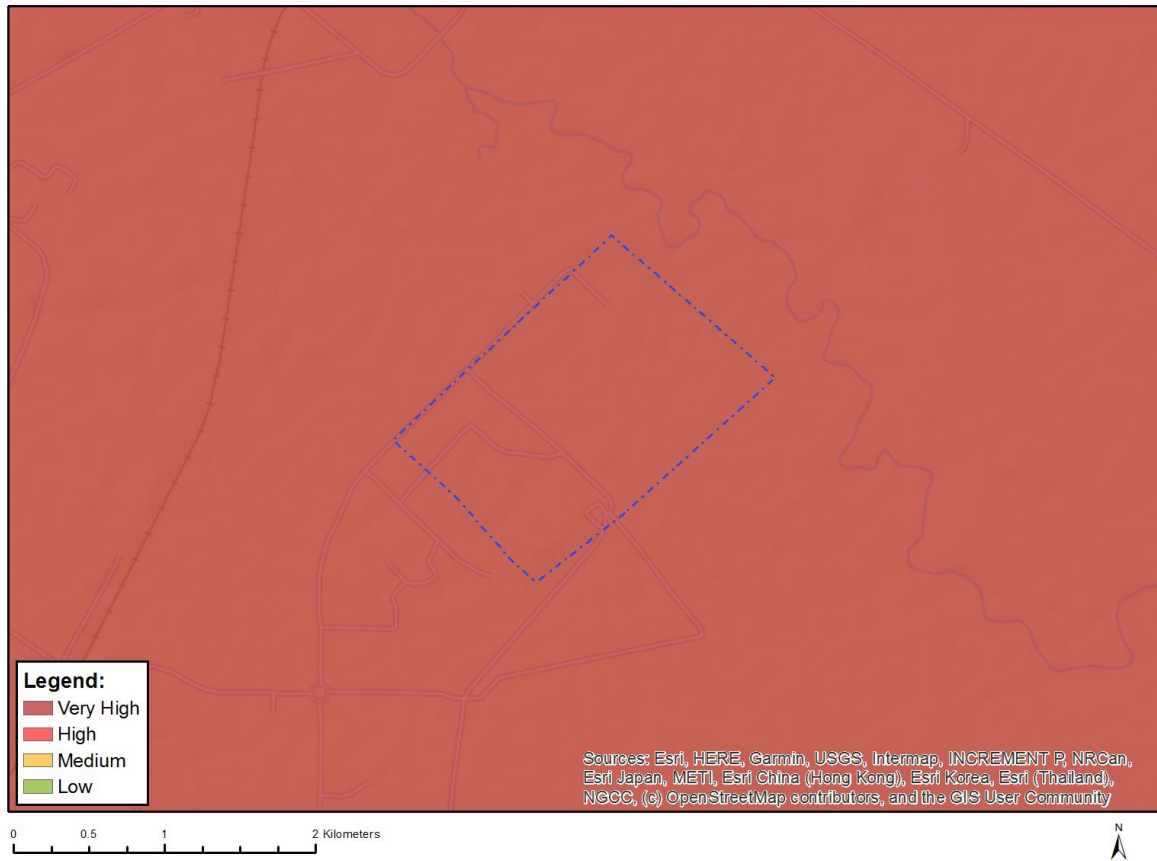 Legend:
Very High
High
Medium
Low
Sources: Esri, HERE, Garmin, USGS, Intermap, INCREMENT P, NRCan,
Esri Japan, METI, Esri China (Hong Kong), Esri Korea, Esri (Thailand),
NGCC, (c) OpenStreetMap contributors, and the GIS User Community
0 0.5 1 2 Kilometers
N